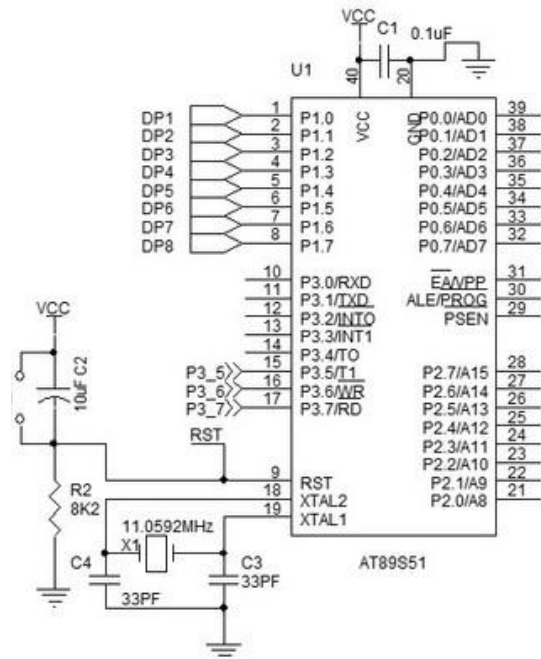 VCC
C1
0.1uF
U1
40
20
VCC
GND
DP1 1 P1.0
DP2 2 P1.1
DP3 3 P1.2
DP4 4 P1.3
DP5 5 P1.4
DP6 6 P1.5
DP7 7 P1.6
DP8 8 P1.7
P0.0/AD0 39
P0.1/AD1 38
P0.2/AD2 37
P0.3/AD3 36
P0.4/AD4 35
P0.5/AD5 34
P0.6/AD6 33
P0.7/AD7 32
10 P3.0/RXD
11 P3.1/TXD
12 P3.2/INTO
13 P3.3/INT1
14 P3.4/TO
P3_5 15 P3.5/T1
P3_6 16 P3.6/WR
P3_7 17 P3.7/RD
EA/VPP 31
ALE/PROG 30
PSEN 29
P2.7/A15 28
P2.6/A14 27
P2.5/A13 26
P2.4/A12 25
P2.3/A11 24
P2.2/A10 23
P2.1/A9 22
P2.0/A8 21
VCC
10uF C2
RST
9 RST
18 XTAL2
19 XTAL1
R2
8K2
11.0592MHz
X1
C4
33PF
C3
33PF
AT89S51